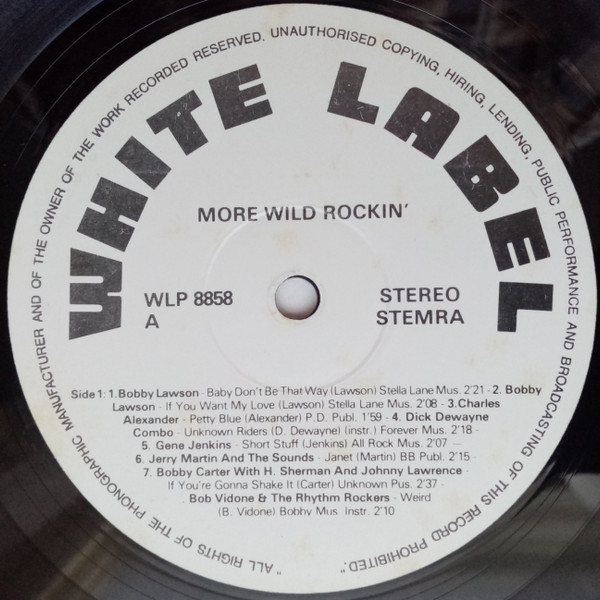 "ALL RIGHTS OF THE PHONOGRAPHIC MANUFACTURER AND OF THE OWNER OF THE WORK RECORDED RESERVED. UNAUTHORISED COPYING, HIRING, LENDING, PUBLIC PERFORMANCE AND BROADCASTING OF THIS RECORD PROHIBITED."
WHITE LABEL
MORE WILD ROCKIN'
WLP 8858 STEREO
A STEMRA
Side 1: 1. Bobby Lawson - Baby Don't Be That Way (Lawson) Stella Lane Mus. 2'21 - 2. Bobby
Lawson - If You Want My Love (Lawson) Stella Lane Mus. 2'08 - 3. Charles
Alexander - Petty Blue (Alexander) P.D. Publ. 1'59 - 4. Dick Dewayne
Combo - Unknown Riders (D. Dewayne) (instr.) Forever Mus. 2'18 -
5. Gene Jenkins - Short Stuff (Jenkins) All Rock Mus. 2'07 —
6. Jerry Martin And The Sounds - Janet (Martin) BB Publ. 2'15 -
7. Bobby Carter With H. Sherman And Johnny Lawrence -
If You're Gonna Shake It (Carter) Unknown Pus. 2'37 -
Bob Vidone & The Rhythm Rockers - Weird
(B. Vidone) Bobby Mus. Instr. 2'10